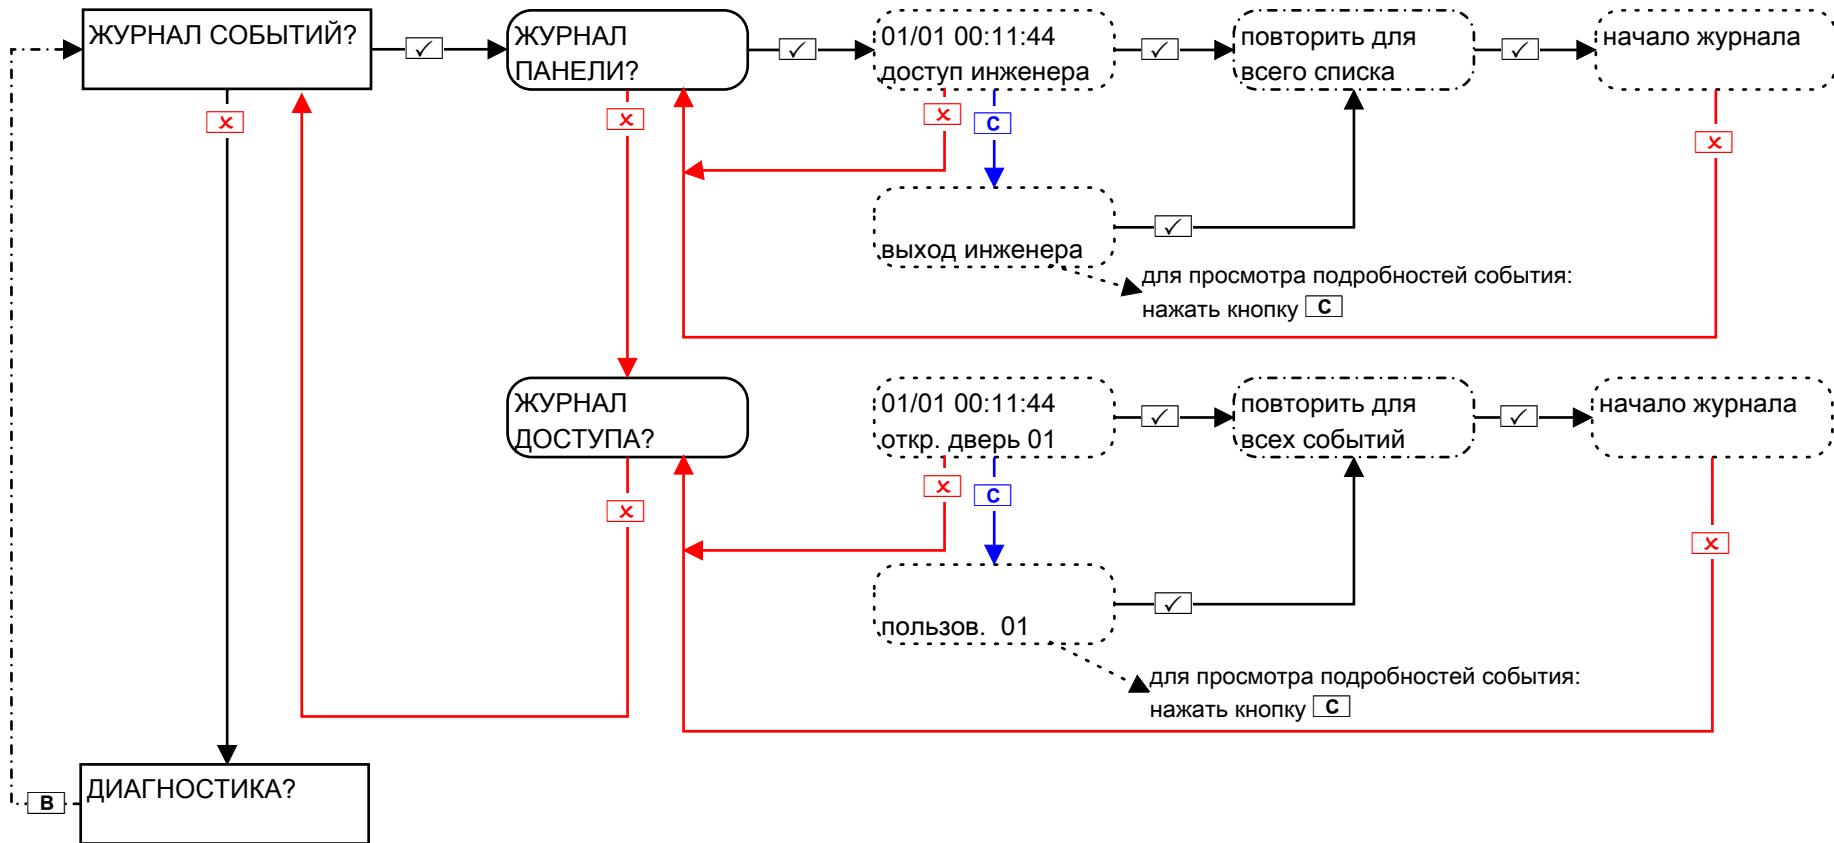 ЖУРНАЛ СОБЫТИЙ?
✓
ЖУРНАЛ
ПАНЕЛИ?
✓
01/01 00:11:44
доступ инженера
✓
повторить для
всего списка
✓
начало журнала
x
x
x
C
x
выход инженера
✓
для просмотра подробностей события:
нажать кнопку C
ЖУРНАЛ
ДОСТУПА?
01/01 00:11:44
откр. дверь 01
✓
повторить для
всех событий
✓
начало журнала
x
x
C
x
пользов. 01
✓
для просмотра подробностей события:
нажать кнопку C
ДИАГНОСТИКА?
B